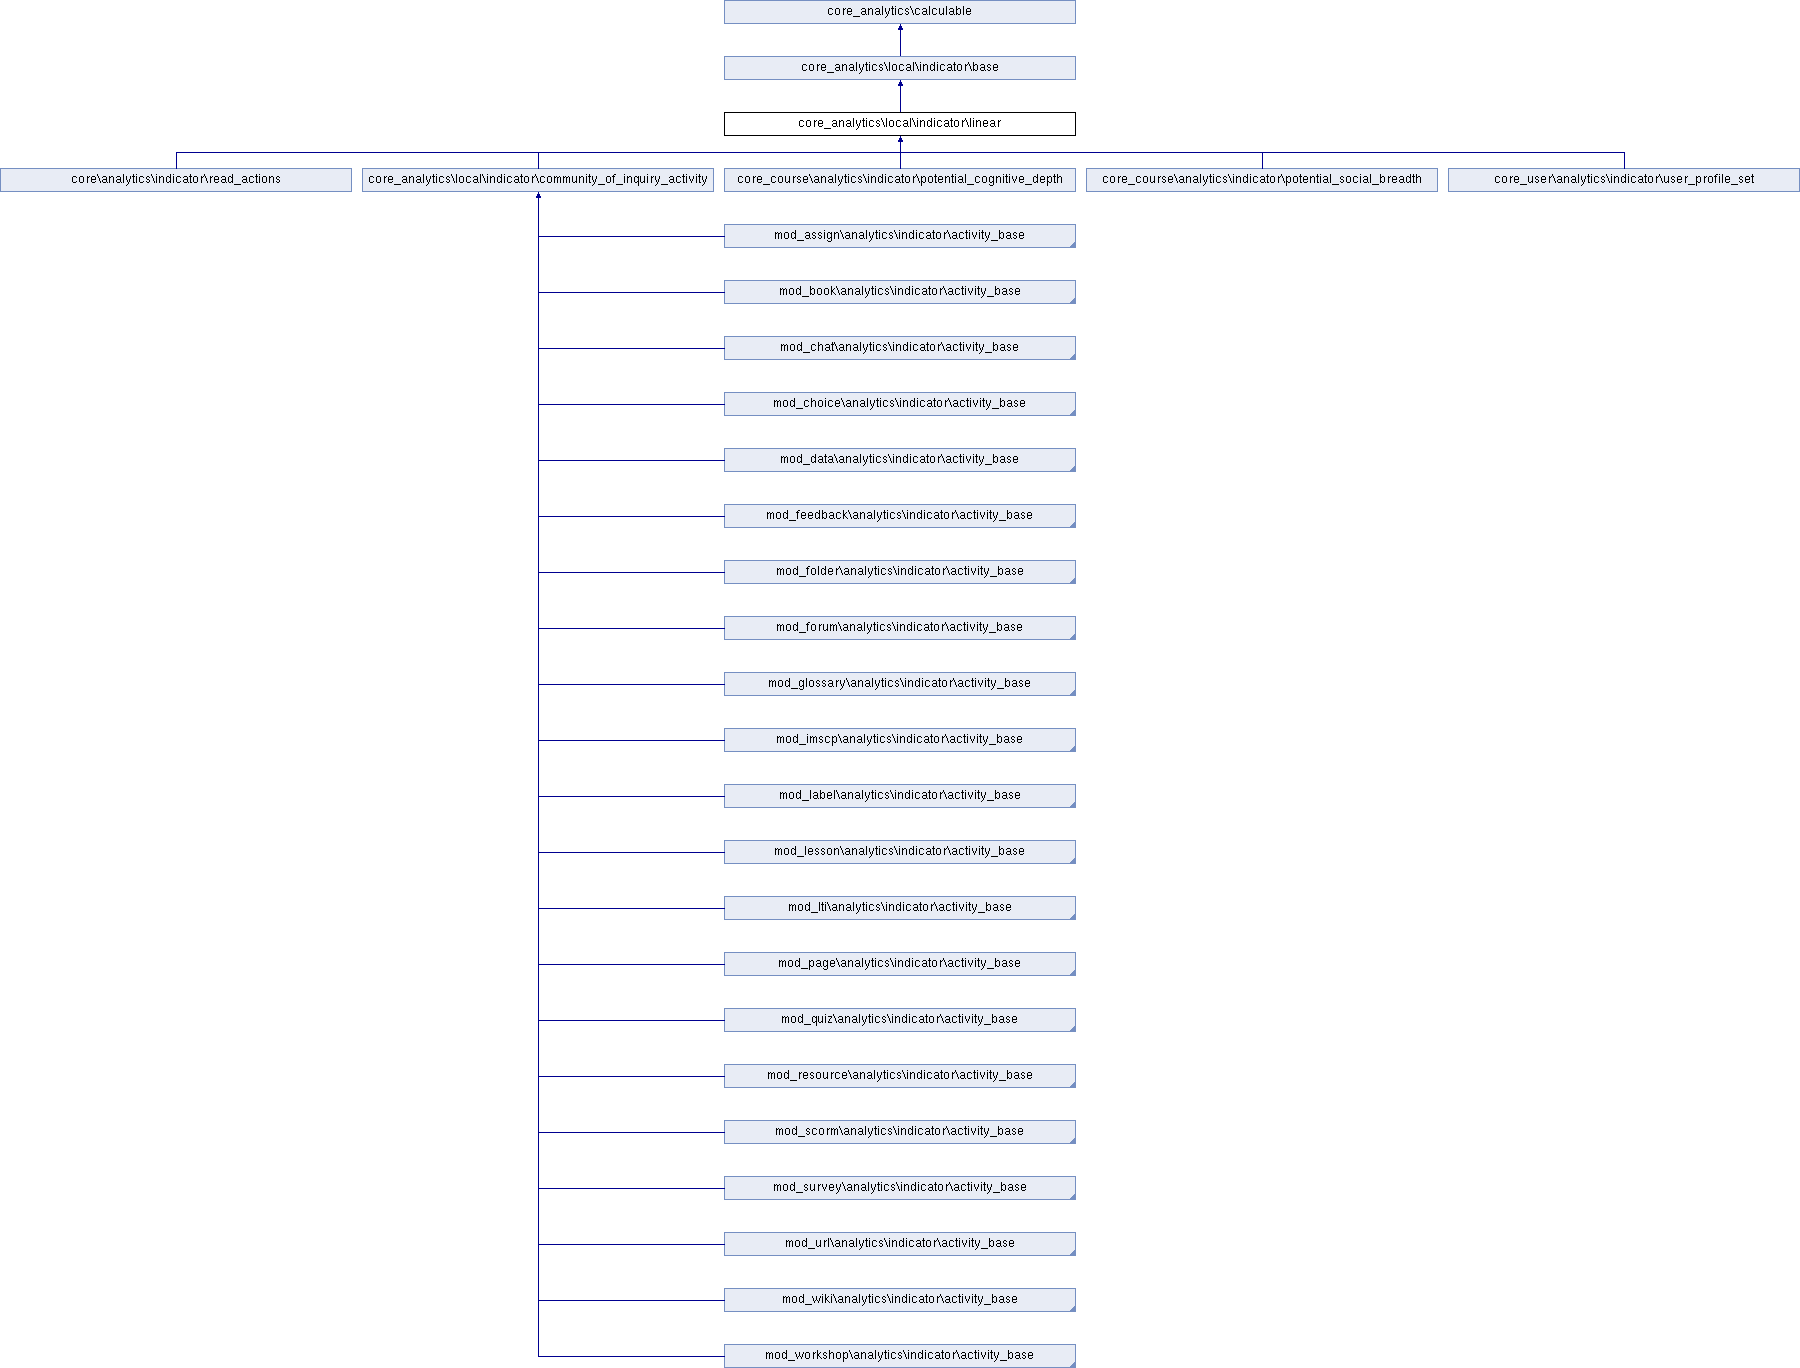 core_analytics\calculable
core_analytics\local\indicator\base
core_analytics\local\indicator\linear
core\analytics\indicator\read_actions
core_analytics\local\indicator\community_of_inquiry_activity
core_course\analytics\indicator\potential_cognitive_depth
core_course\analytics\indicator\potential_social_breadth
core_user\analytics\indicator\user_profile_set
mod_assign\analytics\indicator\activity_base
mod_book\analytics\indicator\activity_base
mod_chat\analytics\indicator\activity_base
mod_choice\analytics\indicator\activity_base
mod_data\analytics\indicator\activity_base
mod_feedback\analytics\indicator\activity_base
mod_folder\analytics\indicator\activity_base
mod_forum\analytics\indicator\activity_base
mod_glossary\analytics\indicator\activity_base
mod_imscp\analytics\indicator\activity_base
mod_label\analytics\indicator\activity_base
mod_lesson\analytics\indicator\activity_base
mod_lti\analytics\indicator\activity_base
mod_page\analytics\indicator\activity_base
mod_quiz\analytics\indicator\activity_base
mod_resource\analytics\indicator\activity_base
mod_scorm\analytics\indicator\activity_base
mod_survey\analytics\indicator\activity_base
mod_url\analytics\indicator\activity_base
mod_wiki\analytics\indicator\activity_base
mod_workshop\analytics\indicator\activity_base